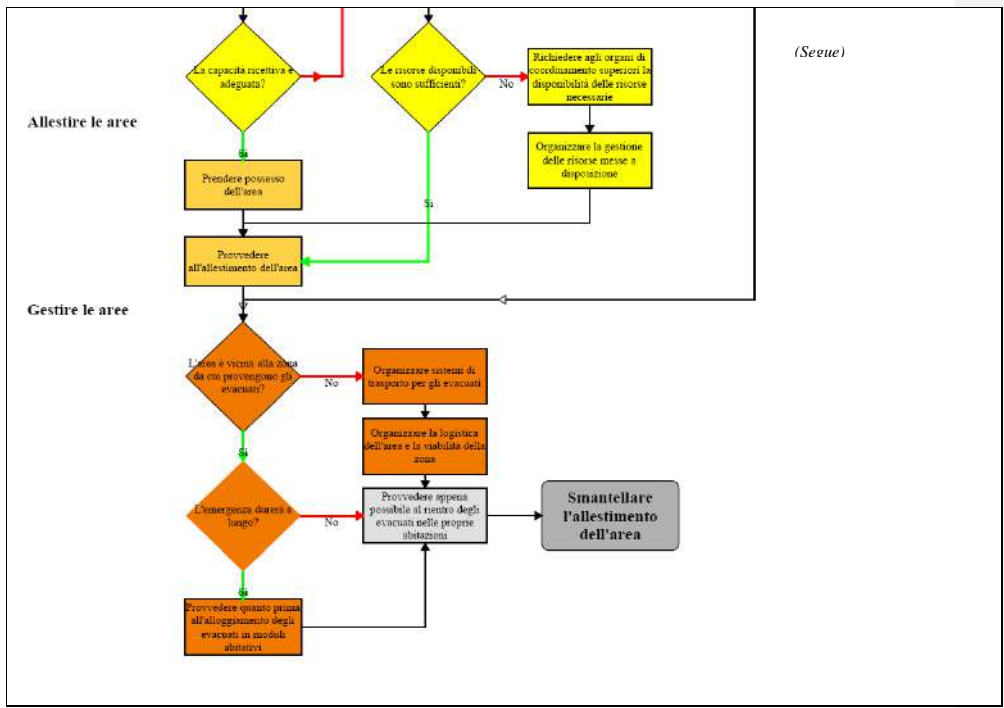 (Segue)
La capacità ricettiva è
adeguata?
Le risorse disponibili
sono sufficienti?
No
Richiedere agli organi di
coordinamento superiori la
disponibilità delle risorse
necessarie
Allestire le aree
Si
Organizzare la gestione
delle risorse messe a
disposizione
Prendere possesso
dell'area
Si
Provvedere
all'allestimento dell'area
Gestire le aree
L'area è vicina alla zona
da cui provengono gli
evacuati?
No
Organizzare sistemi di
trasporto per gli evacuati
Si
Organizzare la logistica
dell'area e la viabilità della
zona
L'emergenza durerà a
lungo?
No
Provvedere appena
possibile al rientro degli
evacuati nelle proprie
abitazioni
Smantellare
l'allestimento
dell'area
Si
Provvedere quanto prima
all'alloggiamento degli
evacuati in moduli
abitativi